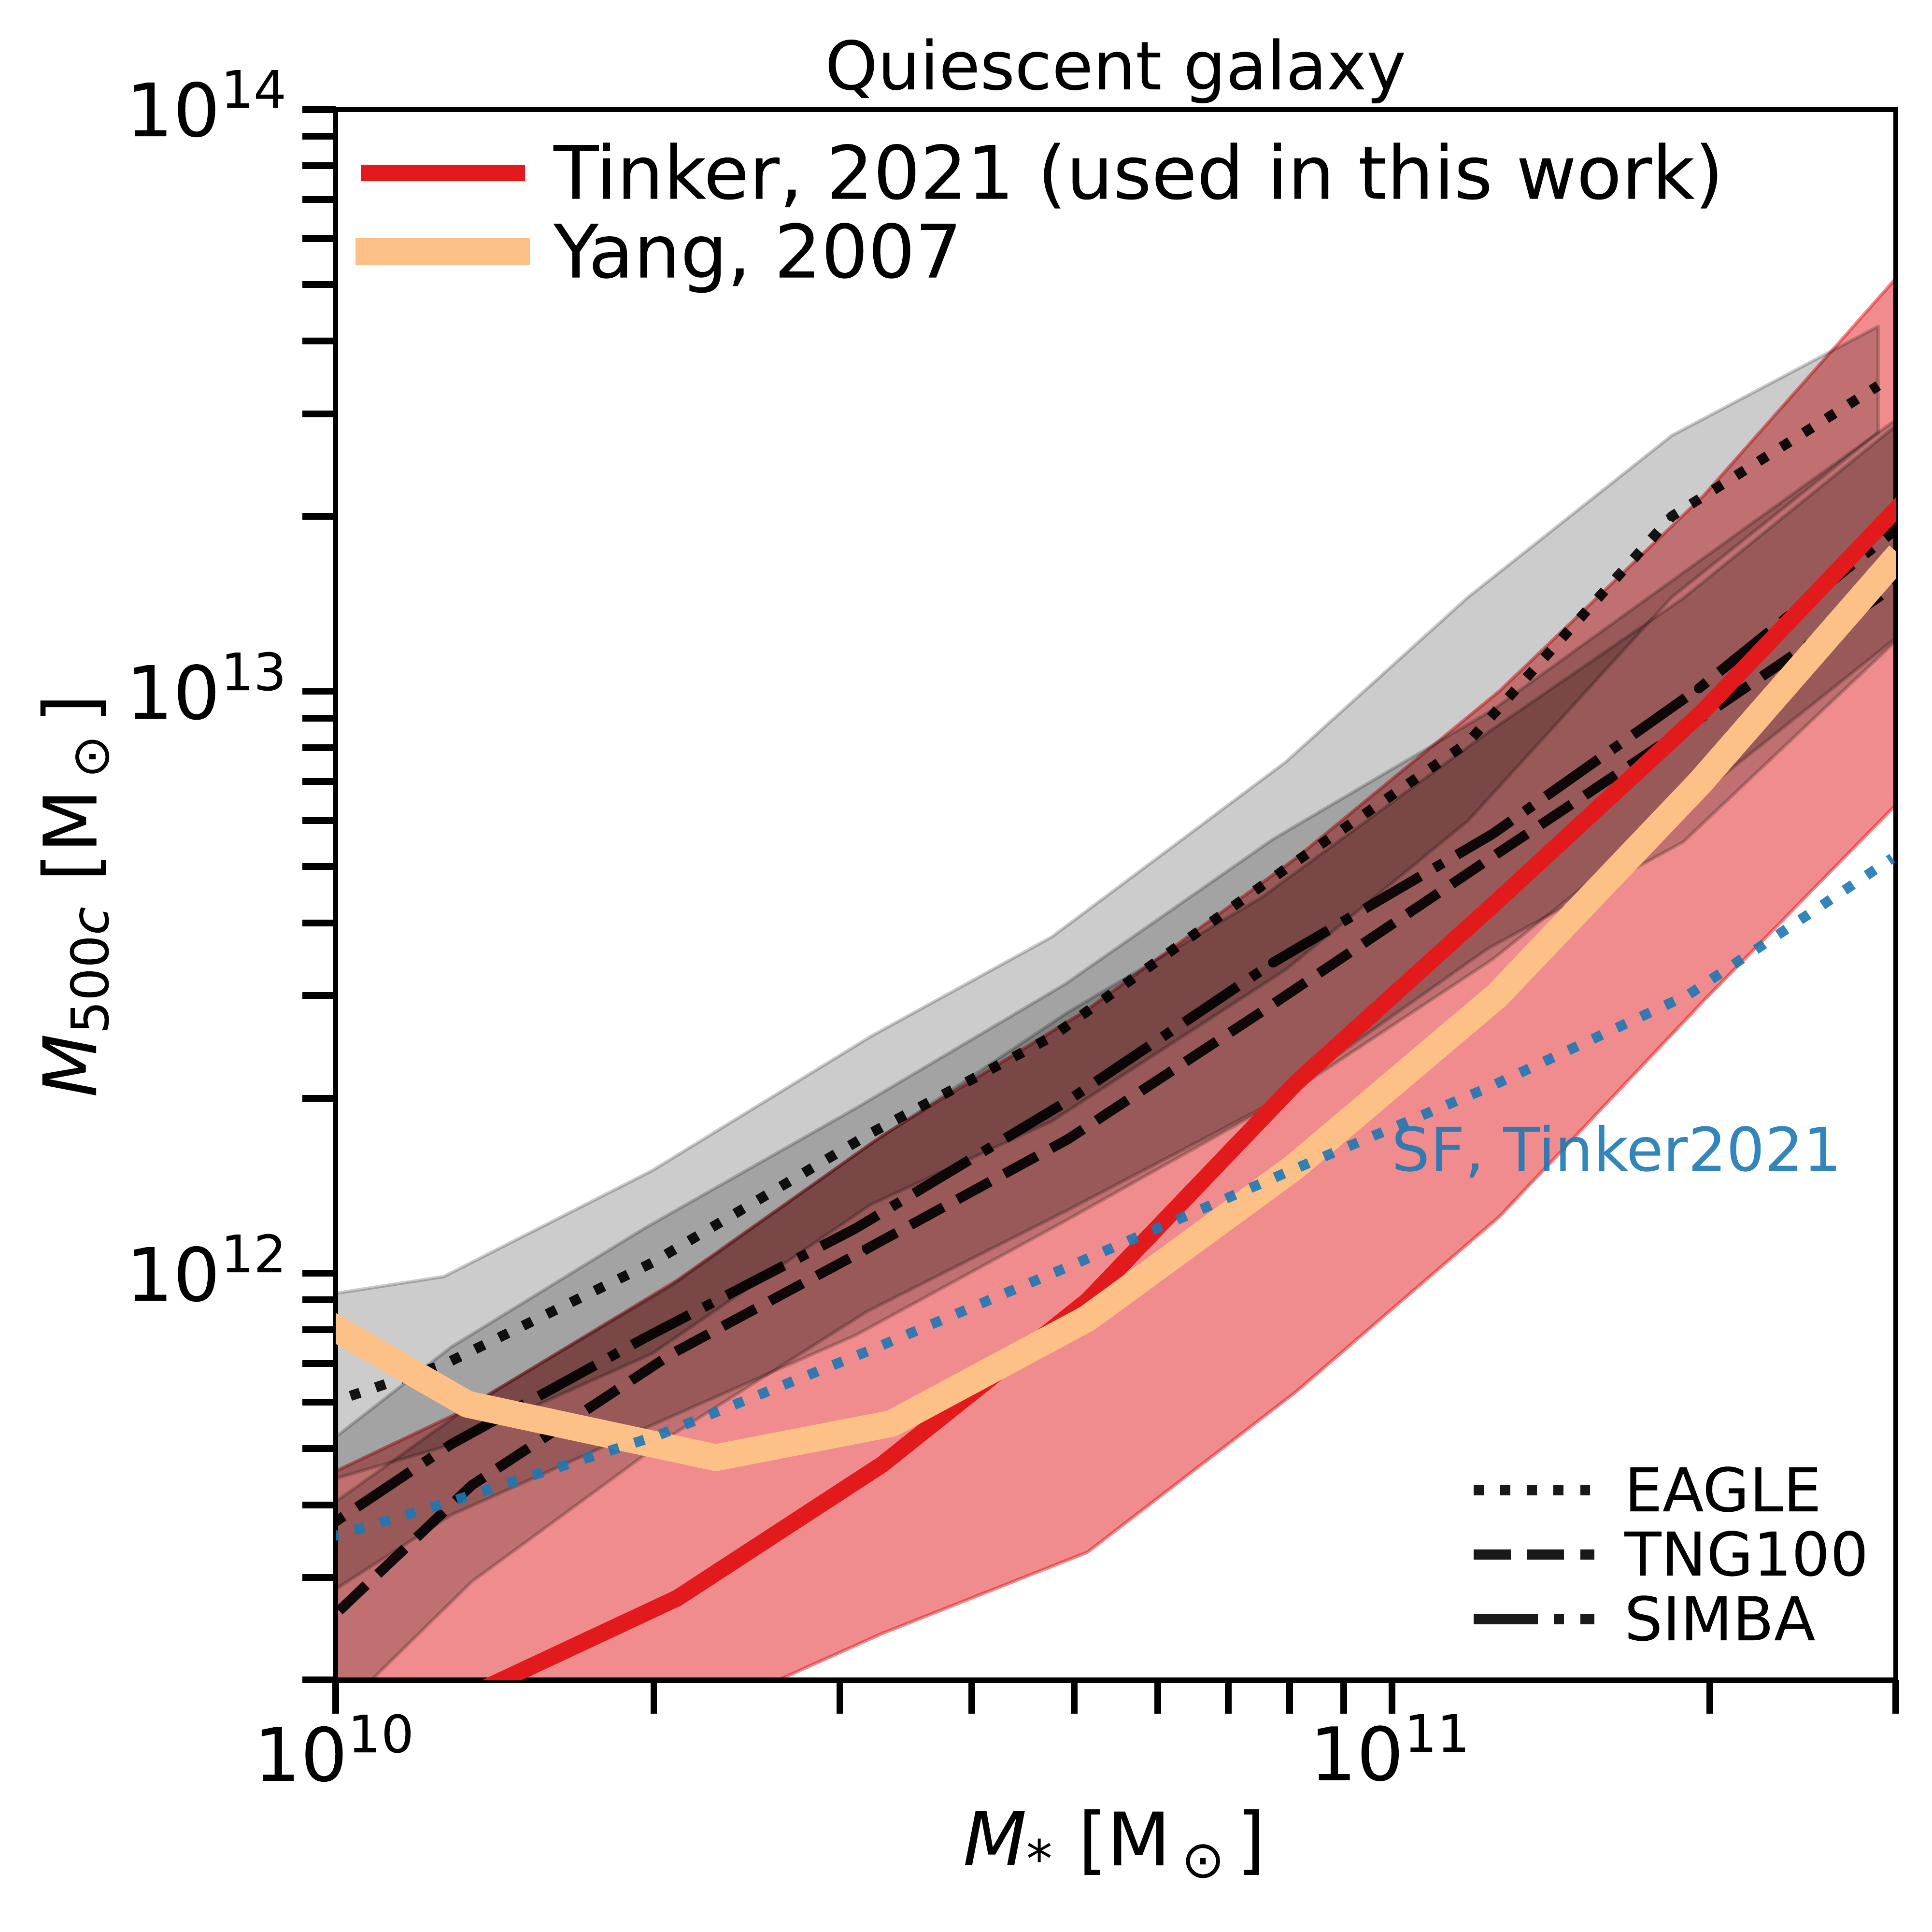 Quiescent galaxy
10^14
Tinker, 2021 (used in this work)
Yang, 2007
10^13
M_500c [M_⊙]
10^12
SF, Tinker2021
EAGLE
TNG100
SIMBA
10^10
10^11
M_* [M_⊙]